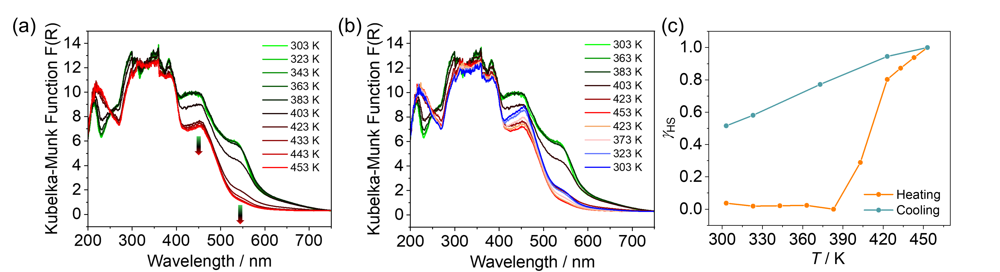 (a)
Kubelka-Munk Function F(R)
14
12
10
8
6
4
2
0
303 K
323 K
343 K
363 K
383 K
403 K
423 K
433 K
443 K
453 K
200 300 400 500 600 700
Wavelength / nm
(b)
Kubelka-Munk Function F(R)
14
12
10
8
6
4
2
0
303 K
363 K
383 K
403 K
423 K
453 K
423 K
373 K
323 K
303 K
200 300 400 500 600 700
Wavelength / nm
(c)
γHS
1.0
0.8
0.6
0.4
0.2
0.0
Heating
Cooling
300 330 360 390 420 450
T / K